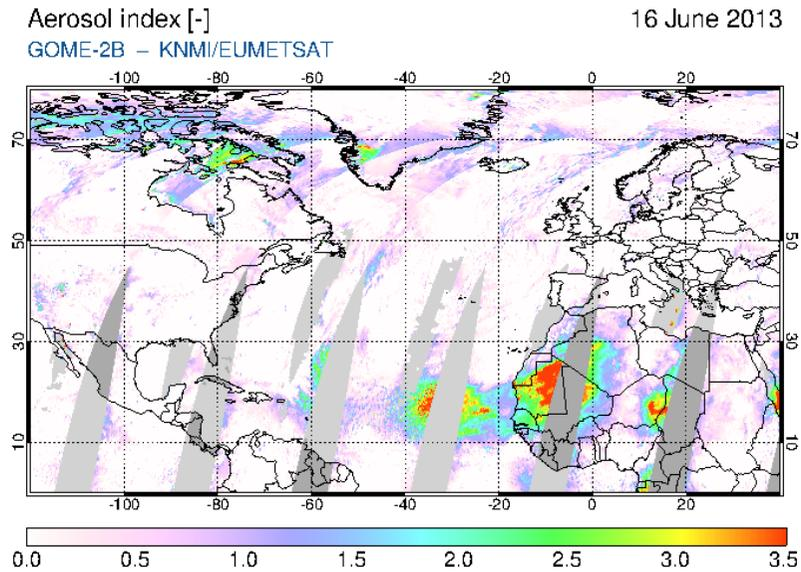 Aerosol index [-]
16 June 2013
GOME-2B – KNMI/EUMETSAT
-100 -80 -60 -40 -20 0 20
70 70
50 50
30 30
10 10
-100 -80 -60 -40 -20 0 20
0.0 0.5 1.0 1.5 2.0 2.5 3.0 3.5